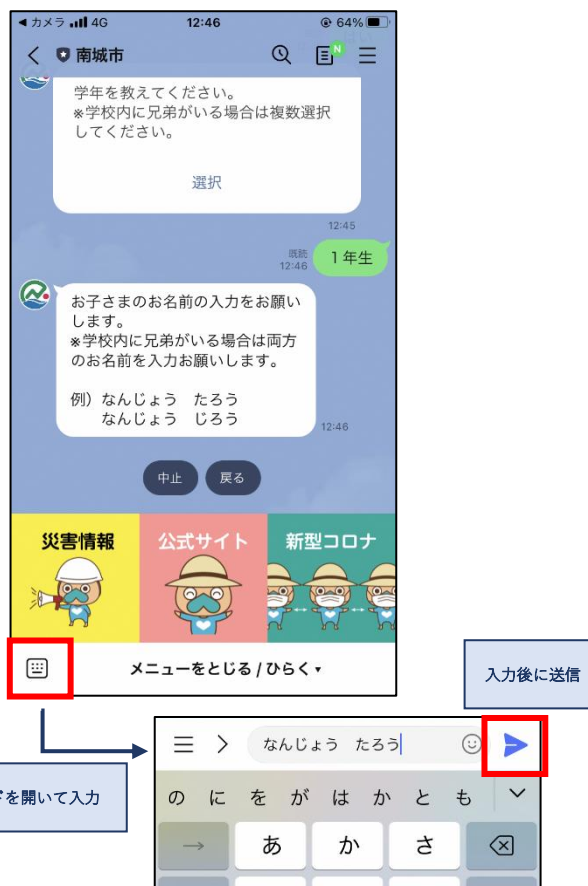 カメラ 4G 12:46 64%
南城市
N
学年を教えてください。
※学校内に兄弟がいる場合は複数選択
してください。
選択
12:45
既読
12:46
1年生
お子さまのお名前の入力をお願い
します。
※学校内に兄弟がいる場合は両方
のお名前を入力お願いします。
例）なんじょう　たろう
なんじょう　じろう
12:46
中止 戻る
災害情報 公式サイト 新型コロナ
メニューをとじる / ひらく▼
入力後に送信
なんじょう　たろう
を開いて入力
の に を が は か と も
→ あ か さ